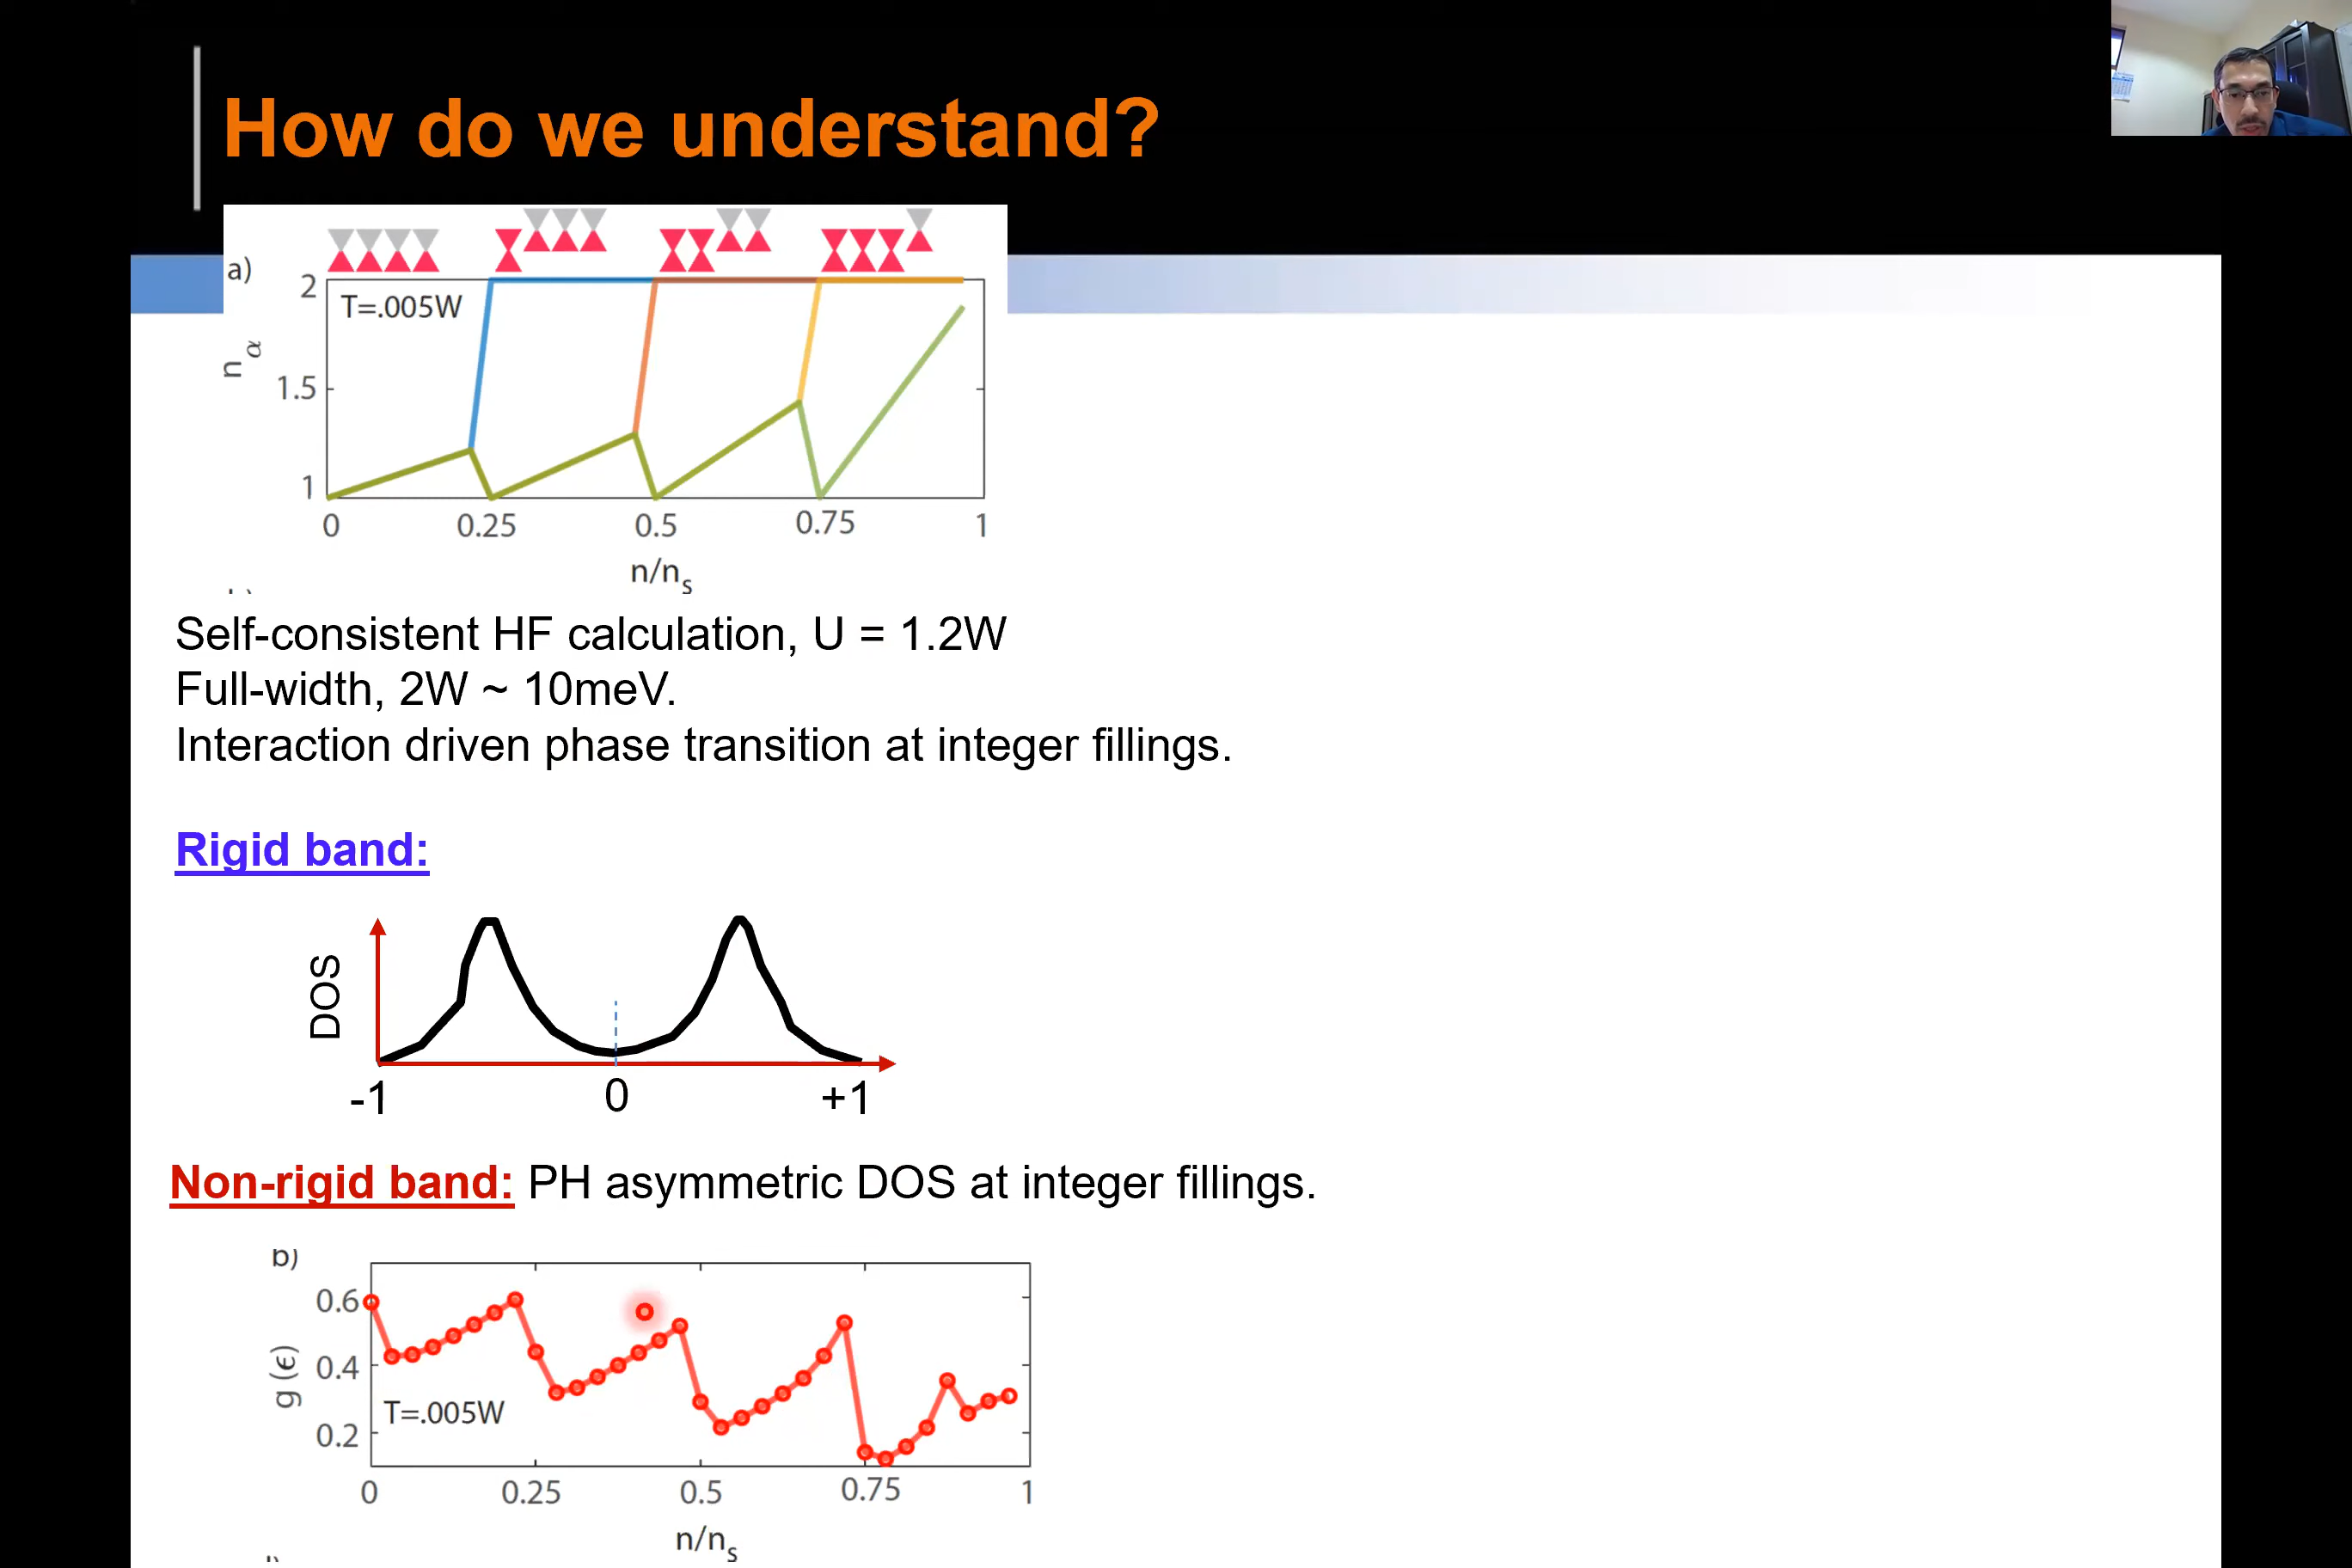 How do we understand?
a)
2
T=.005W
n α
1.5
1
0 0.25 0.5 0.75 1
n/ns
Self-consistent HF calculation, U = 1.2W
Full-width, 2W ~ 10meV.
Interaction driven phase transition at integer fillings.
Rigid band:
DOS
-1 0 +1
Non-rigid band: PH asymmetric DOS at integer fillings.
b)
0.6
0.4
g (ϵ)
T=.005W
0.2
0 0.25 0.5 0.75 1
n/ns